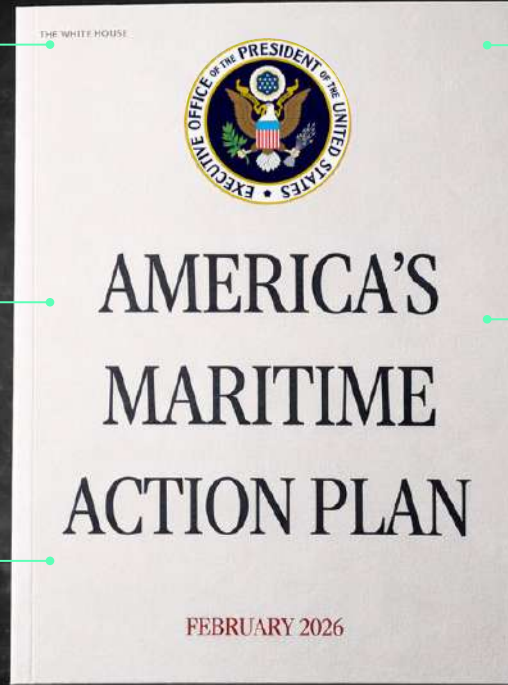 THE WHITE HOUSE
EXECUTIVE OFFICE OF THE PRESIDENT OF THE UNITED STATES
AMERICA'S
MARITIME
ACTION PLAN
FEBRUARY 2026